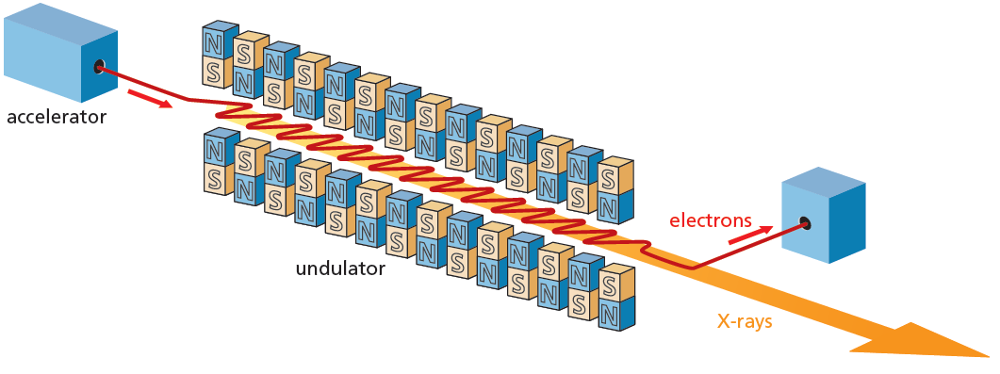 accelerator
N S N S N S N S N S N S N S
S N S N S N S N S N S N S N
N S N S N S N S N S N S N S
S N S N S N S N S N S N S N
undulator
electrons
X-rays